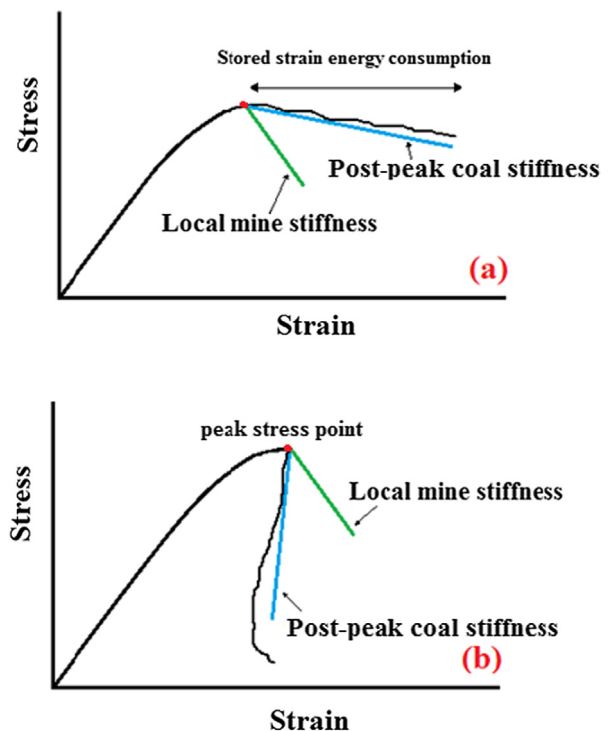 Stored strain energy consumption
Stress
Post-peak coal stiffness
Local mine stiffness
(a)
Strain
peak stress point
Stress
Local mine stiffness
Post-peak coal stiffness
(b)
Strain